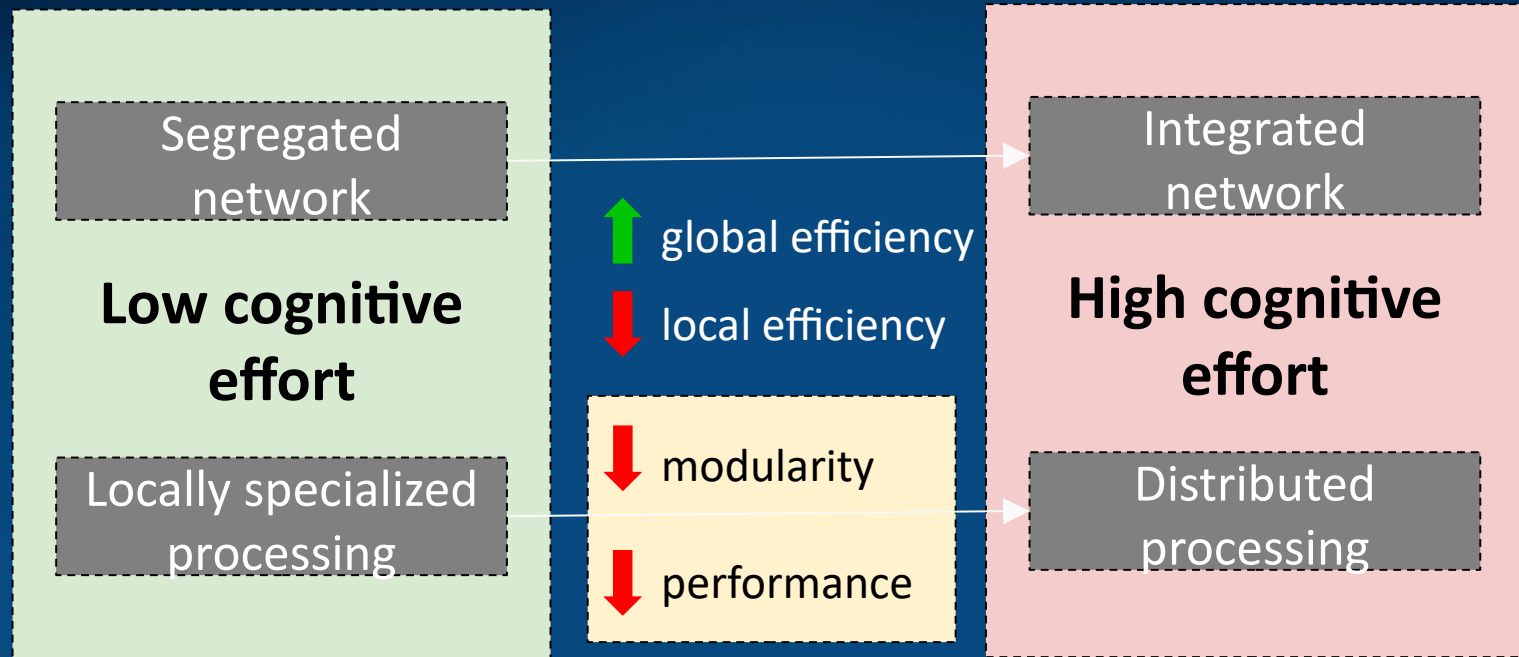 Segregated
network
Low cognitive
effort
Locally specialized
processing
global efficiency
local efficiency
modularity
performance
Integrated
network
High cognitive
effort
Distributed
processing